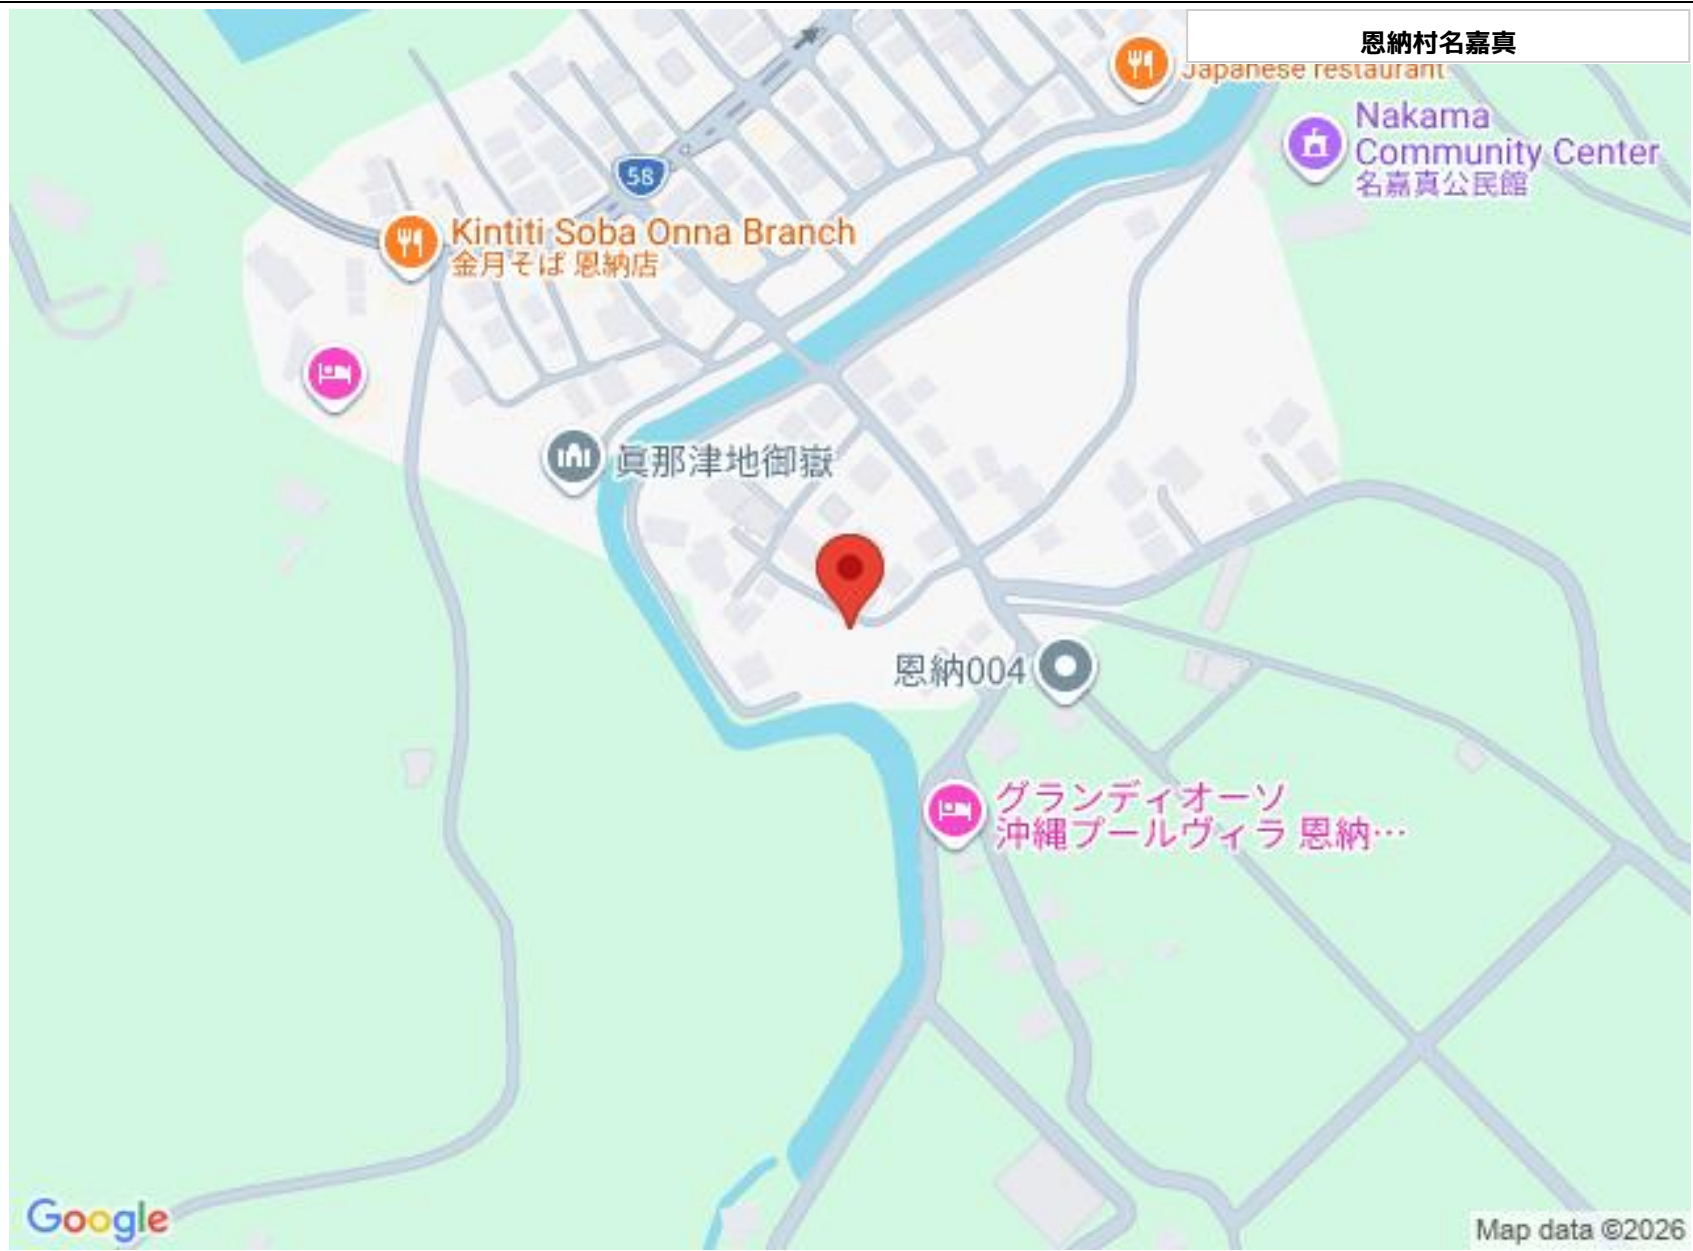 恩納村名嘉真
Japanese restaurant
Nakama
Community Center
名嘉真公民館
58
Kintiti Soba Onna Branch
金月そば 恩納店
眞那津地御嶽
恩納004
グランディオーソ
沖縄プールヴィラ 恩納…
Google
Map data ©2026